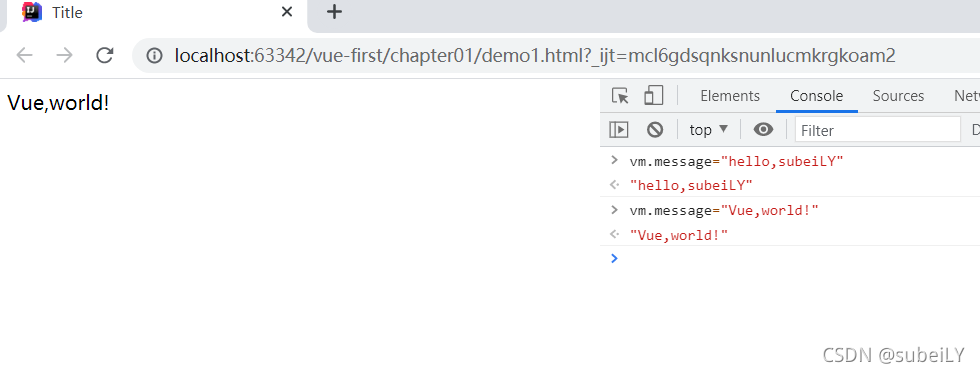 Title
localhost:63342/vue-first/chapter01/demo1.html?_ijt=mcl6gdsqnksnunlucmkrgkoam2
Vue,world!
Elements Console Sources Net
top Filter D
vm.message="hello,subeiLY"
"hello,subeiLY"
vm.message="Vue,world!"
"Vue,world!"
CSDN @subeiLY